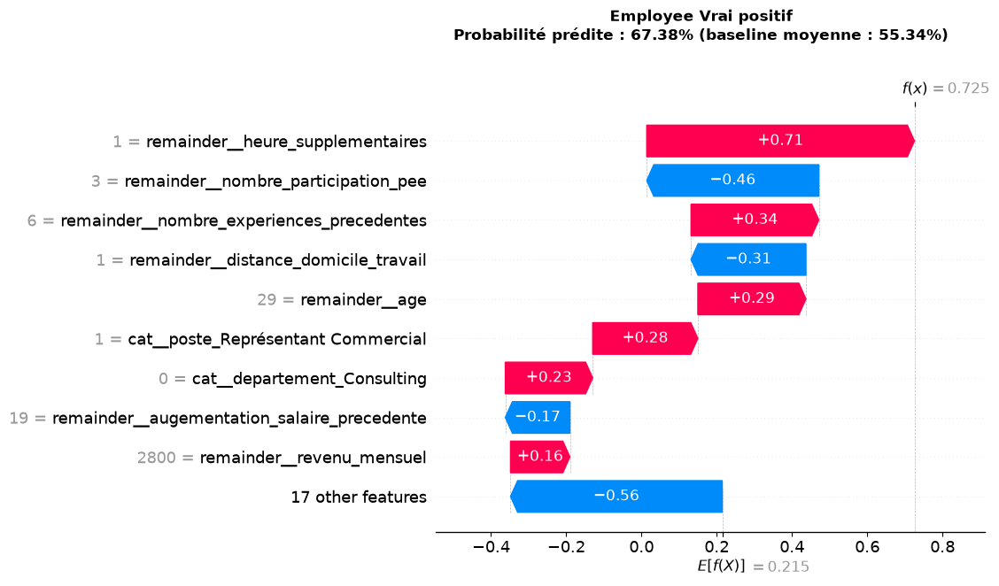 Employee Vrai positif
Probabilité prédite : 67.38% (baseline moyenne : 55.34%)
f(x) = 0.725
1 = remainder__heure_supplementaires +0.71
3 = remainder__nombre_participation_pee −0.46
6 = remainder__nombre_experiences_precedentes +0.34
1 = remainder__distance_domicile_travail −0.31
29 = remainder__age +0.29
1 = cat__poste_Représentant Commercial +0.28
0 = cat__departement_Consulting +0.23
19 = remainder__augementation_salaire_precedente −0.17
2800 = remainder__revenu_mensuel +0.16
17 other features −0.56
−0.4 −0.2 0.0 0.2 0.4 0.6 0.8
E[f(X)] = 0.215